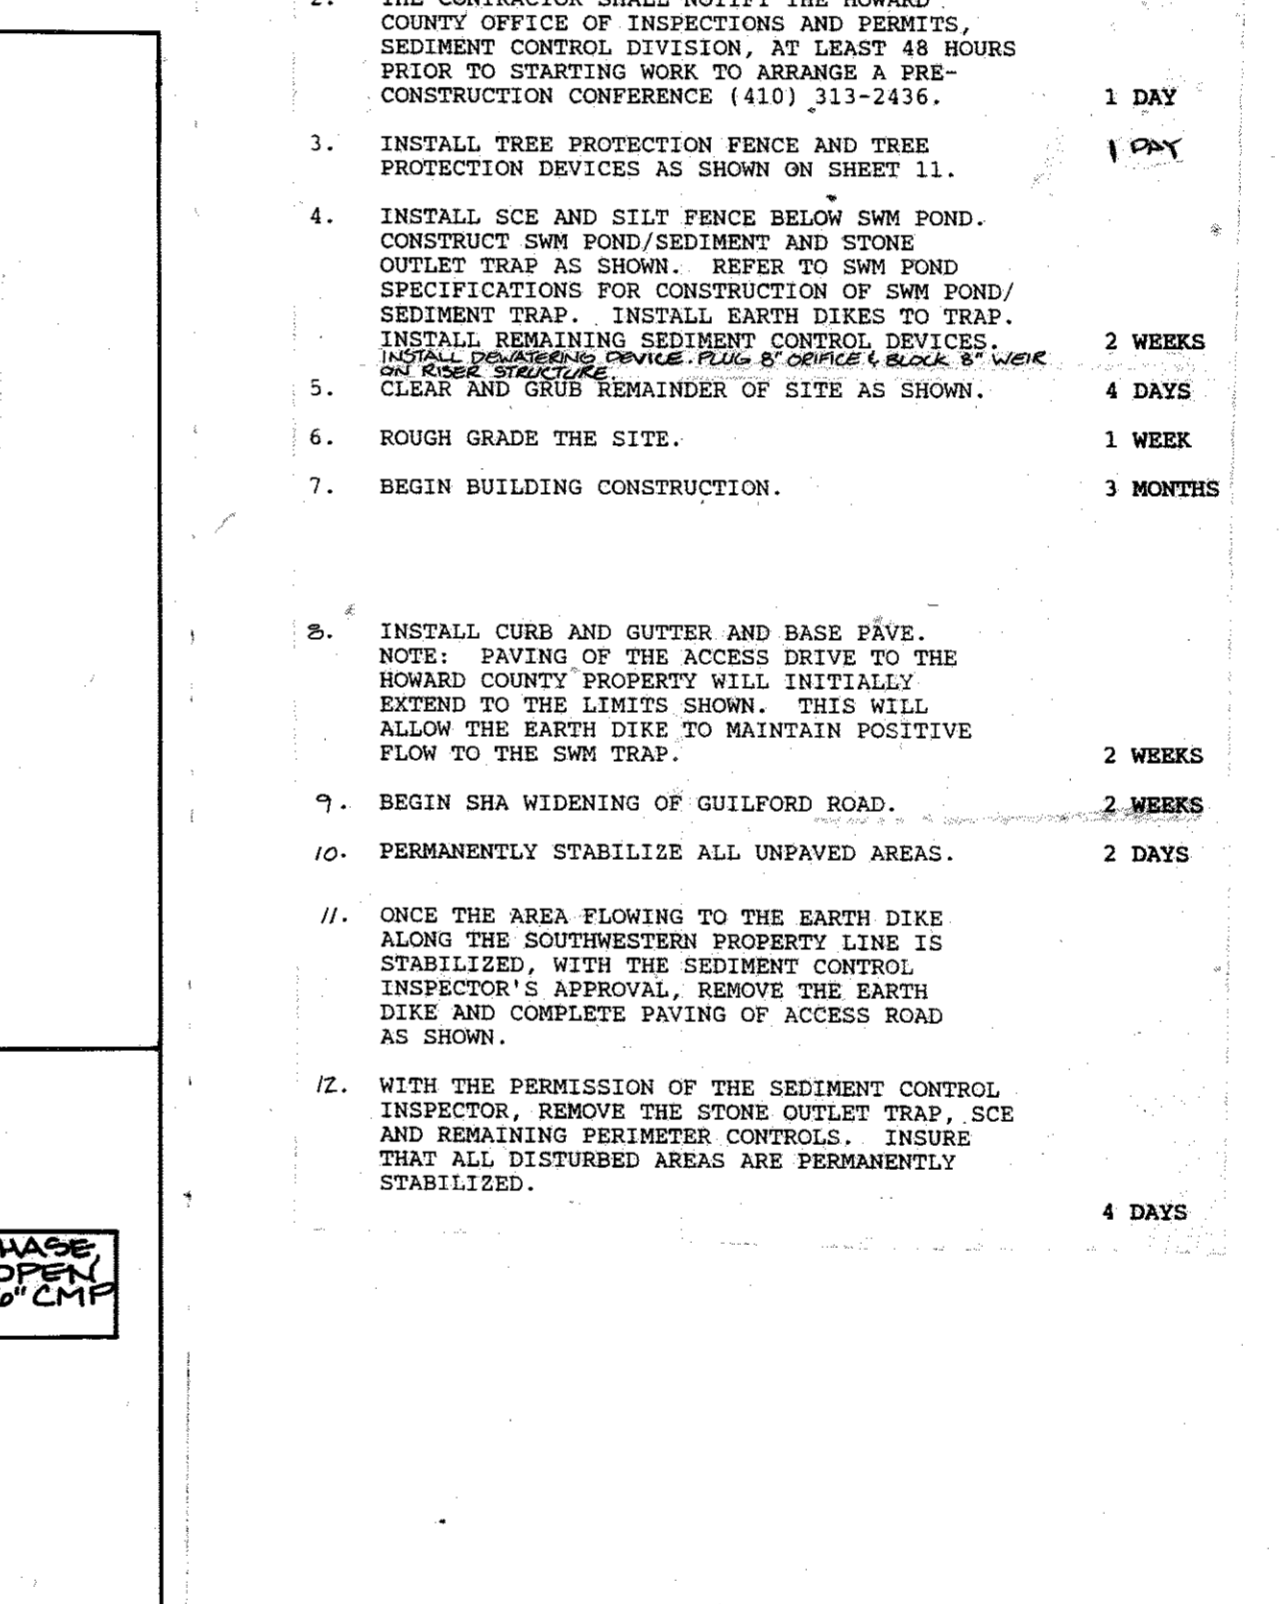 2. THE CONTRACTOR SHALL NOTIFY THE HOWARD
COUNTY OFFICE OF INSPECTIONS AND PERMITS,
SEDIMENT CONTROL DIVISION, AT LEAST 48 HOURS
PRIOR TO STARTING WORK TO ARRANGE A PRE-
CONSTRUCTION CONFERENCE (410) 313-2436. 1 DAY
3. INSTALL TREE PROTECTION FENCE AND TREE 1 DAY
PROTECTION DEVICES AS SHOWN ON SHEET 11.
4. INSTALL SCE AND SILT FENCE BELOW SWM POND.
CONSTRUCT SWM POND/SEDIMENT AND STONE
OUTLET TRAP AS SHOWN. REFER TO SWM POND
SPECIFICATIONS FOR CONSTRUCTION OF SWM POND/
SEDIMENT TRAP. INSTALL EARTH DIKES TO TRAP.
INSTALL REMAINING SEDIMENT CONTROL DEVICES. 2 WEEKS
INSTALL DEWATERING DEVICE. PLUG 8" ORIFICE & BLOCK 8" WEIR
ON RISER STRUCTURE.
5. CLEAR AND GRUB REMAINDER OF SITE AS SHOWN. 4 DAYS
6. ROUGH GRADE THE SITE. 1 WEEK
7. BEGIN BUILDING CONSTRUCTION. 3 MONTHS
8. INSTALL CURB AND GUTTER AND BASE PAVE.
NOTE: PAVING OF THE ACCESS DRIVE TO THE
HOWARD COUNTY PROPERTY WILL INITIALLY
EXTEND TO THE LIMITS SHOWN. THIS WILL
ALLOW THE EARTH DIKE TO MAINTAIN POSITIVE
FLOW TO THE SWM TRAP. 2 WEEKS
9. BEGIN SHA WIDENING OF GUILFORD ROAD. 2 WEEKS
10. PERMANENTLY STABILIZE ALL UNPAVED AREAS. 2 DAYS
11. ONCE THE AREA FLOWING TO THE EARTH DIKE
ALONG THE SOUTHWESTERN PROPERTY LINE IS
STABILIZED, WITH THE SEDIMENT CONTROL
INSPECTOR'S APPROVAL, REMOVE THE EARTH
DIKE AND COMPLETE PAVING OF ACCESS ROAD
AS SHOWN.
12. WITH THE PERMISSION OF THE SEDIMENT CONTROL
INSPECTOR, REMOVE THE STONE OUTLET TRAP, SCE
AND REMAINING PERIMETER CONTROLS. INSURE
THAT ALL DISTURBED AREAS ARE PERMANENTLY
STABILIZED.
4 DAYS
HASE,
OPEN
6" CMP